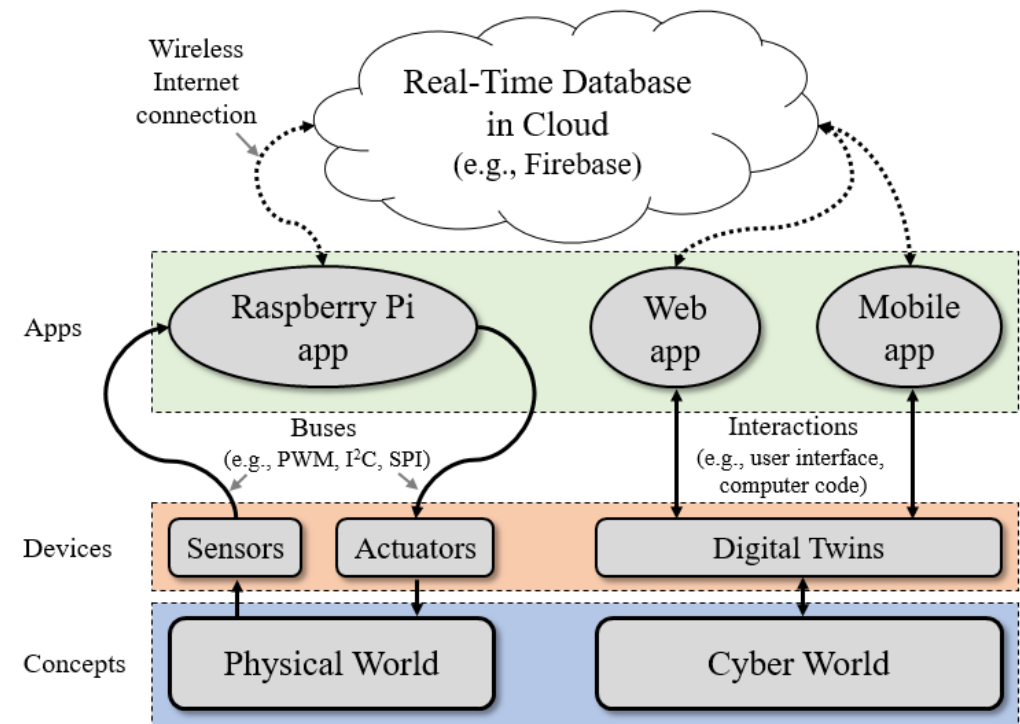 Wireless
Internet
connection
Real-Time Database
in Cloud
(e.g., Firebase)
Apps
Raspberry Pi
app
Web
app
Mobile
app
Buses
(e.g., PWM, I²C, SPI)
Interactions
(e.g., user interface,
computer code)
Devices
Sensors
Actuators
Digital Twins
Concepts
Physical World
Cyber World